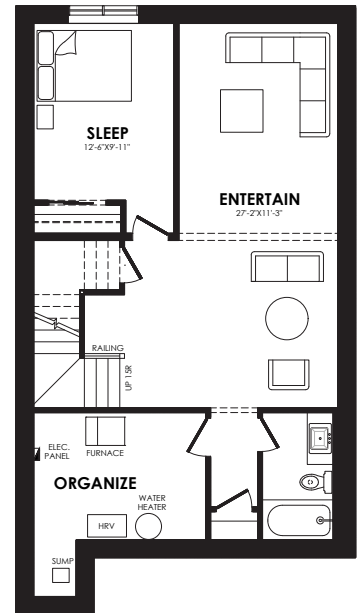 SLEEP
12'-6"X9'-11"
ENTERTAIN
27'-2"X11'-3"
RAILING
UP 15R
ELEC.
PANEL
FURNACE
ORGANIZE
WATER
HEATER
HRV
SUMP